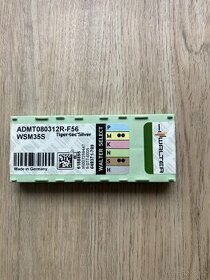 ADMT080312R-F56
Tiger·tec Silver
WSM35S
Made in Germany
WALTER SELECT
P
M
K
N
S
WALTER